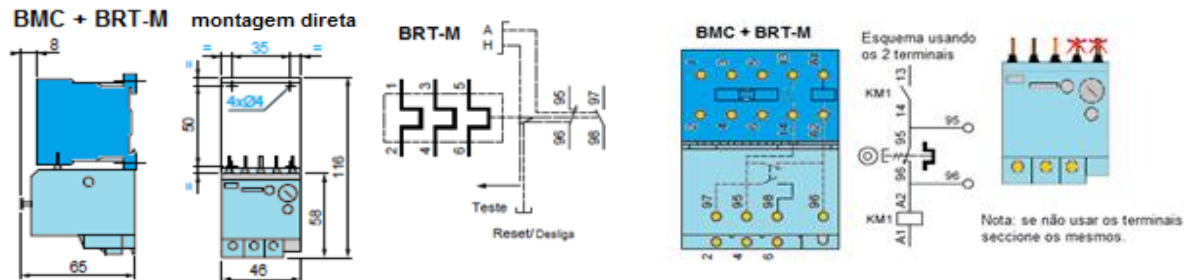 BMC + BRT-M montagem direta
8
50
65
= 35 =
=
4xØ4
=
116
58
46
BRT-M
A
H
1 3 5
2 4 6
95 97
96 98
Teste
Reset/Desliga
BMC + BRT-M
14 A2
97 95 98 96
2 4 6
Esquema usando
os 2 terminais
13
KM1
14
95
95
96
96
A2
KM1
A1
Nota: se não usar os terminais
seccione os mesmos.